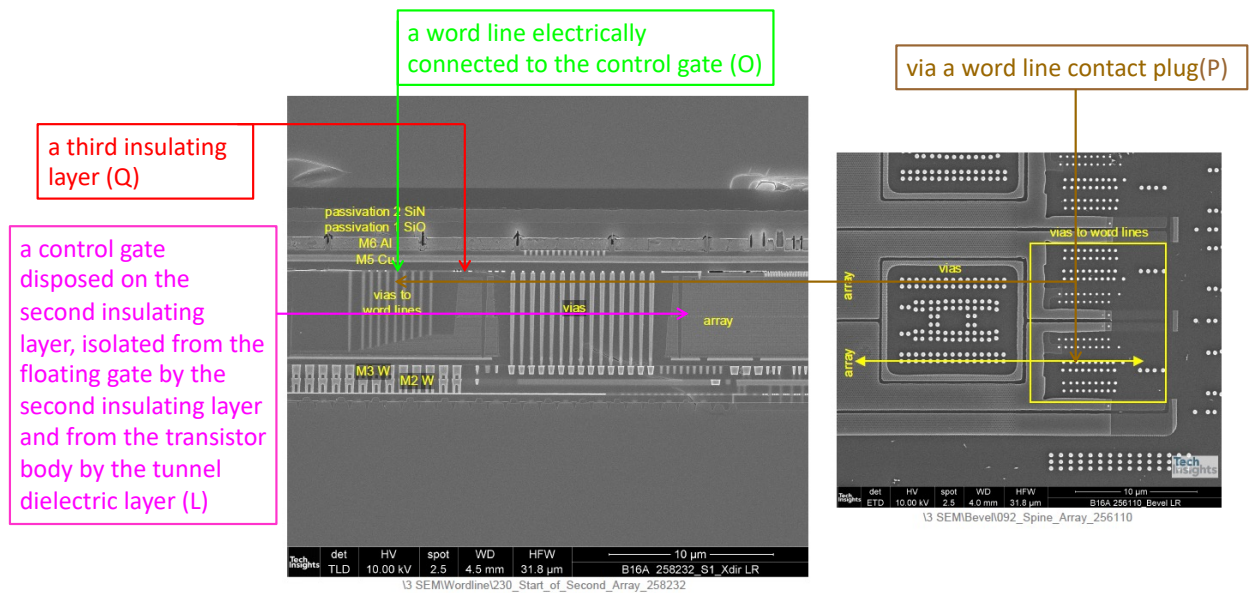 a word line electrically
connected to the control gate (O)
via a word line contact plug(P)
a third insulating
layer (Q)
a control gate
disposed on the
second insulating
layer, isolated from the
floating gate by the
second insulating layer
and from the transistor
body by the tunnel
dielectric layer (L)
passivation 2 SiN
passivation 1 SiO
M6 Al
M5 Cu
vias to
word lines
vias
array
M3 W
M2 W
Tech
Insights
det HV spot WD HFW
TLD 10.00 kV 2.5 4.5 mm 31.8 µm
10 µm
B16A 258232_S1_Xdir LR
\3 SEM\Wordline\230_Start_of_Second_Array_258232
vias to word lines
vias
array
array
Tech
Insights
Tech
Insights
det HV spot WD HFW
ETD 10.00 kV 2.5 4.0 mm 31.8 µm
10 µm
B16A 256110_Bevel LR
\3 SEM\Bevel\092_Spine_Array_256110